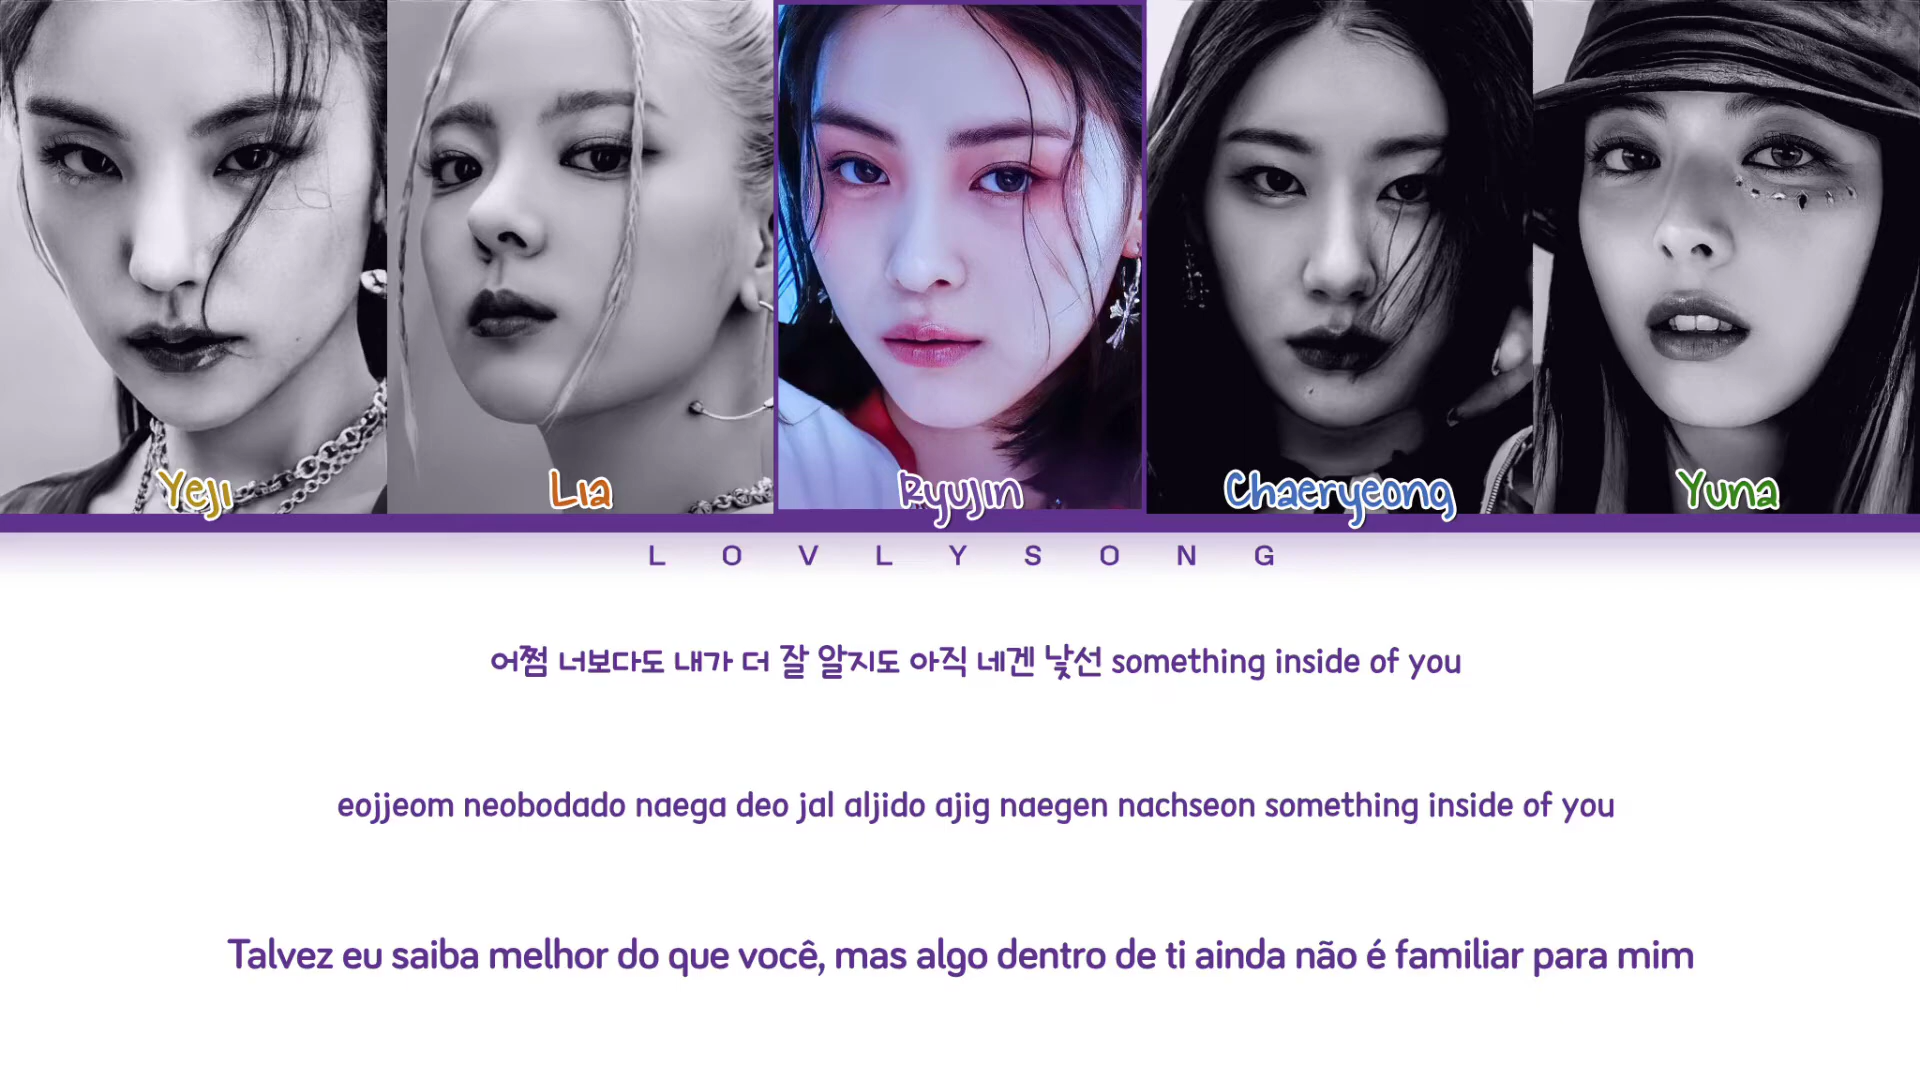 Yeji
Lia
Ryujin
Chaeryeong
Yuna
LOVLYSONG
어쩜 너보다도 내가 더 잘 알지도 아직 네겐 낯선 something inside of you
eojjeom neobodado naega deo jal aljido ajig naegen nachseon something inside of you
Talvez eu saiba melhor do que você, mas algo dentro de ti ainda não é familiar para mim